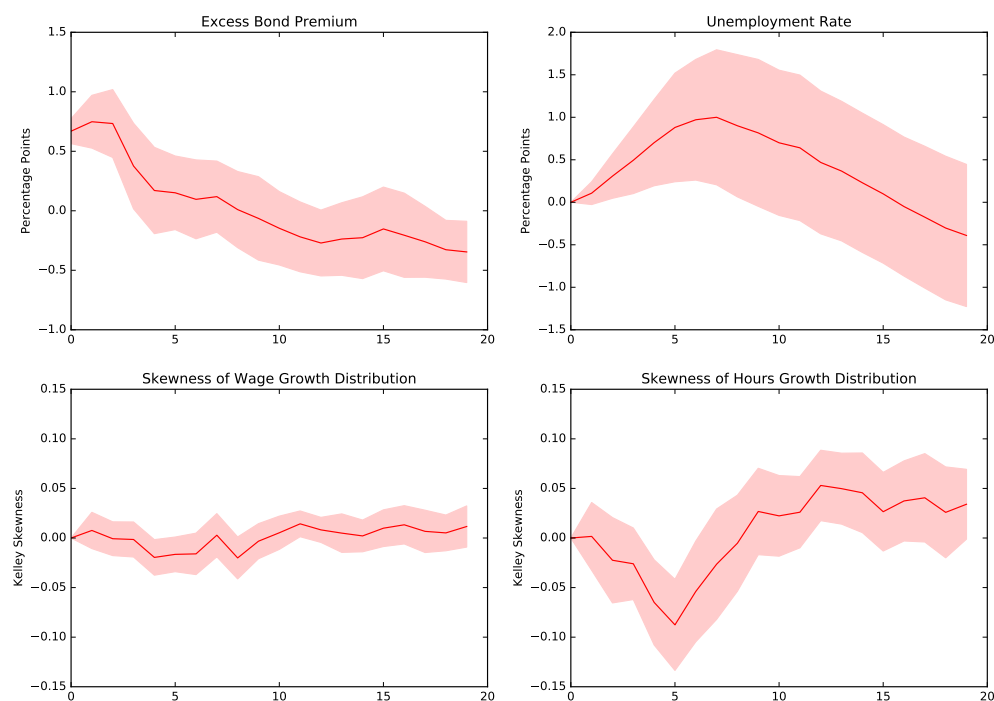 Excess Bond Premium
Percentage Points
1.5
1.0
0.5
0.0
−0.5
−1.0
0 5 10 15 20
Unemployment Rate
Percentage Points
2.0
1.5
1.0
0.5
0.0
−0.5
−1.0
−1.5
0 5 10 15 20
Skewness of Wage Growth Distribution
Kelley Skewness
0.15
0.10
0.05
0.00
−0.05
−0.10
−0.15
0 5 10 15 20
Skewness of Hours Growth Distribution
Kelley Skewness
0.15
0.10
0.05
0.00
−0.05
−0.10
−0.15
0 5 10 15 20